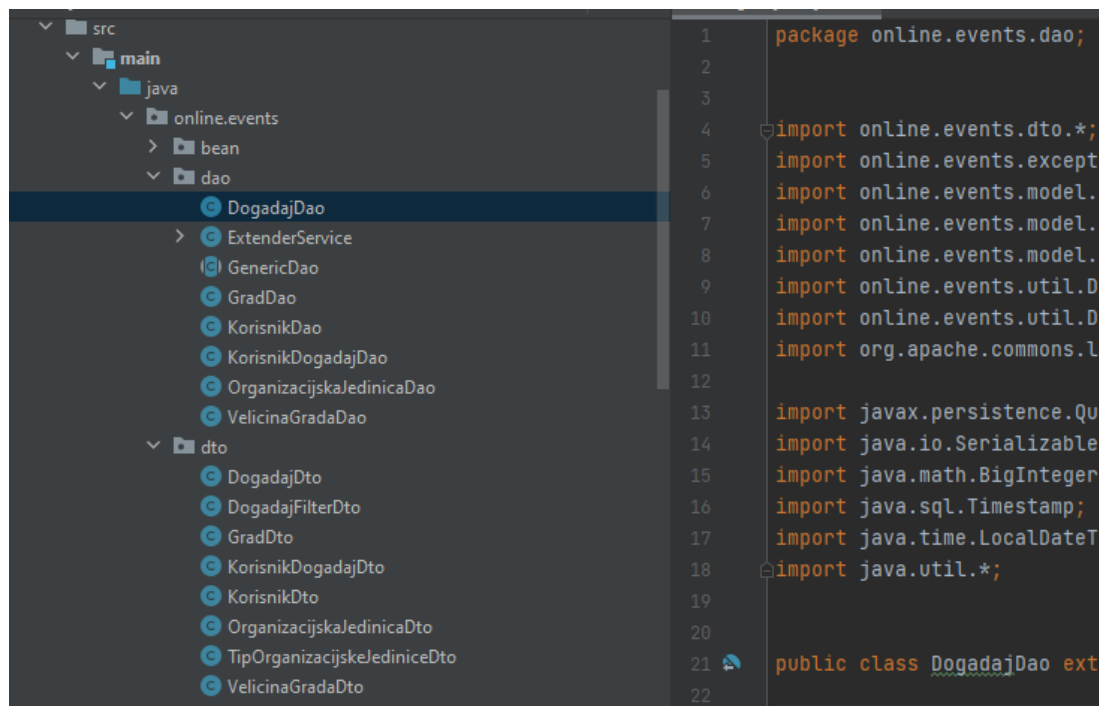 src
main
java
online.events
bean
dao
DogadajDao
ExtenderService
GenericDao
GradDao
KorisnikDao
KorisnikDogadajDao
OrganizacijskaJedinicaDao
VelicinaGradaDao
dto
DogadajDto
DogadajFilterDto
GradDto
KorisnikDogadajDto
KorisnikDto
OrganizacijskaJedinicaDto
TipOrganizacijskeJediniceDto
VelicinaGradaDto
1 package online.events.dao;
2
3
4 import online.events.dto.*;
5 import online.events.except
6 import online.events.model.
7 import online.events.model.
8 import online.events.model.
9 import online.events.util.D
10 import online.events.util.D
11 import org.apache.commons.l
12
13 import javax.persistence.Qu
14 import java.io.Serializable
15 import java.math.BigInteger
16 import java.sql.Timestamp;
17 import java.time.LocalDateT
18 import java.util.*;
19
20
21 public class DogadajDao ext
22